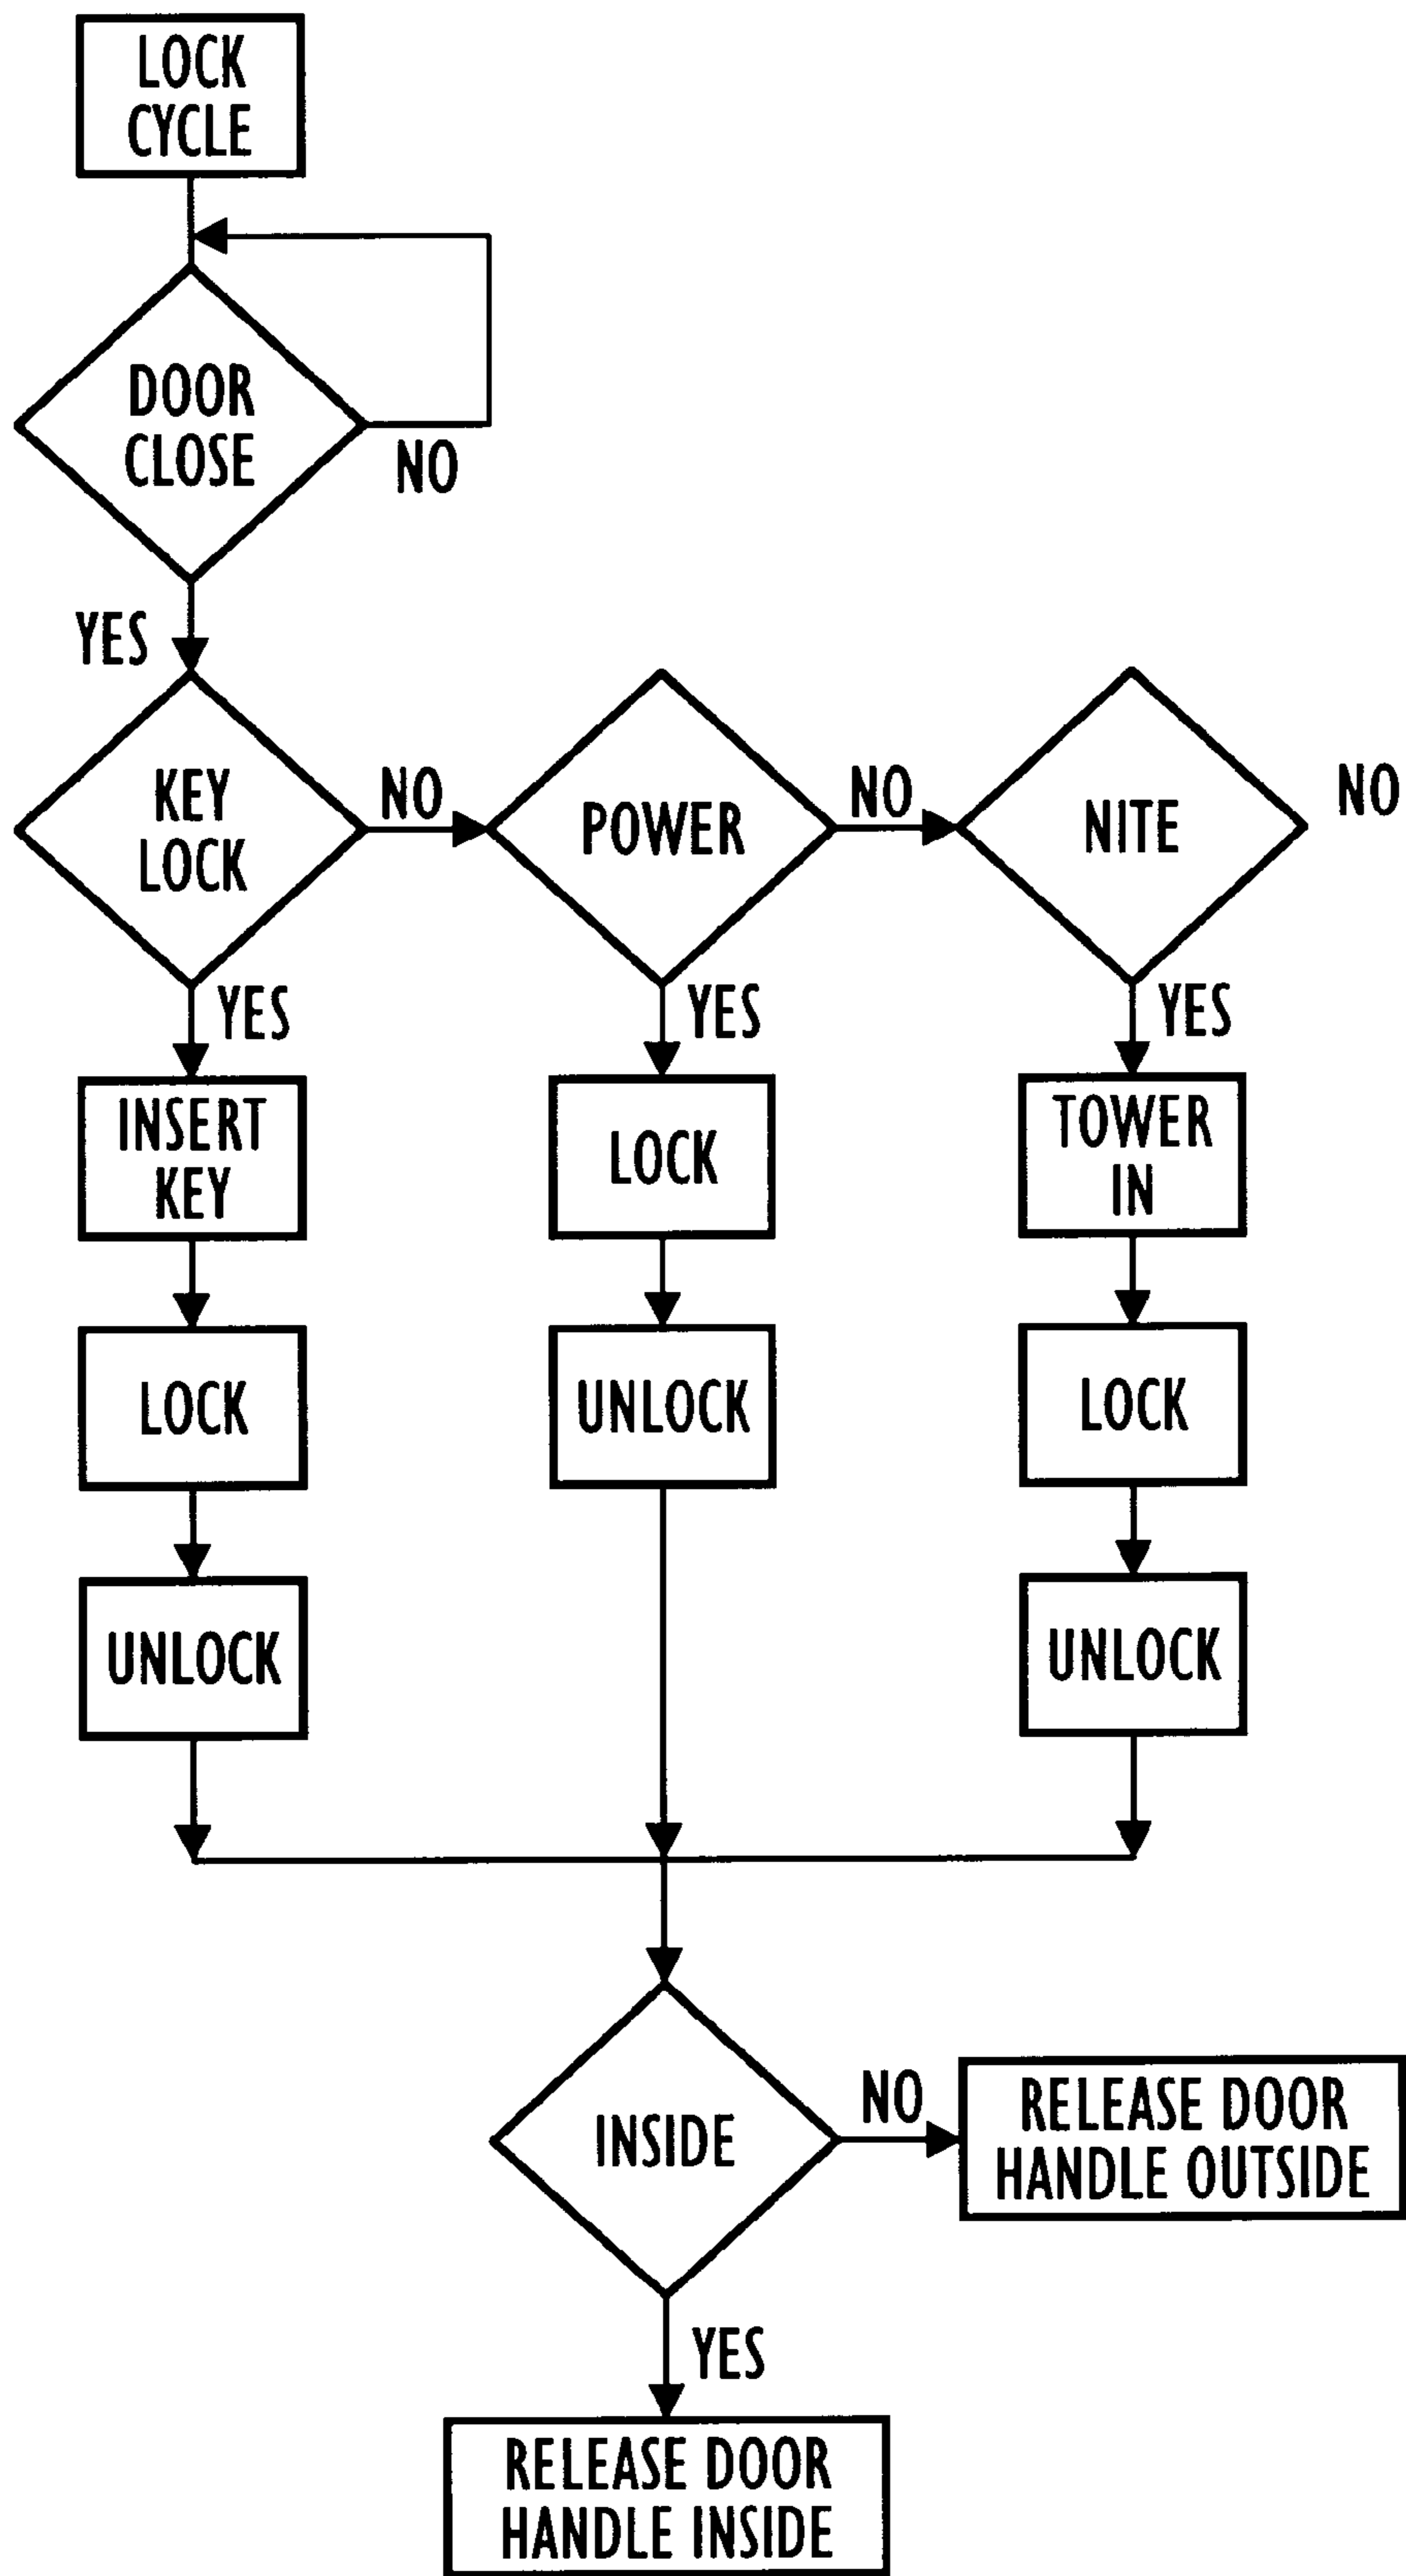 LOCK
CYCLE
DOOR
CLOSE
NO
YES
KEY
LOCK
NO
POWER
NO
NITE
NO
YES
YES
YES
INSERT
KEY
LOCK
TOWER
IN
LOCK
UNLOCK
LOCK
UNLOCK
UNLOCK
INSIDE
NO
RELEASE DOOR
HANDLE OUTSIDE
YES
RELEASE DOOR
HANDLE INSIDE